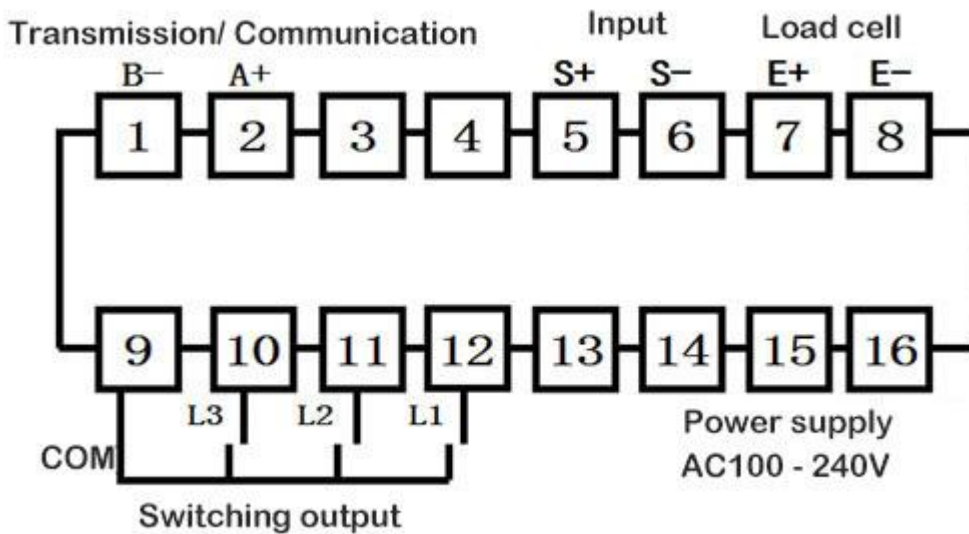 Transmission/ Communication
Input
Load cell
B− A+ S+ S− E+ E−
1 2 3 4 5 6 7 8
9 10 11 12 13 14 15 16
L3 L2 L1
COM
Power supply
AC100 - 240V
Switching output